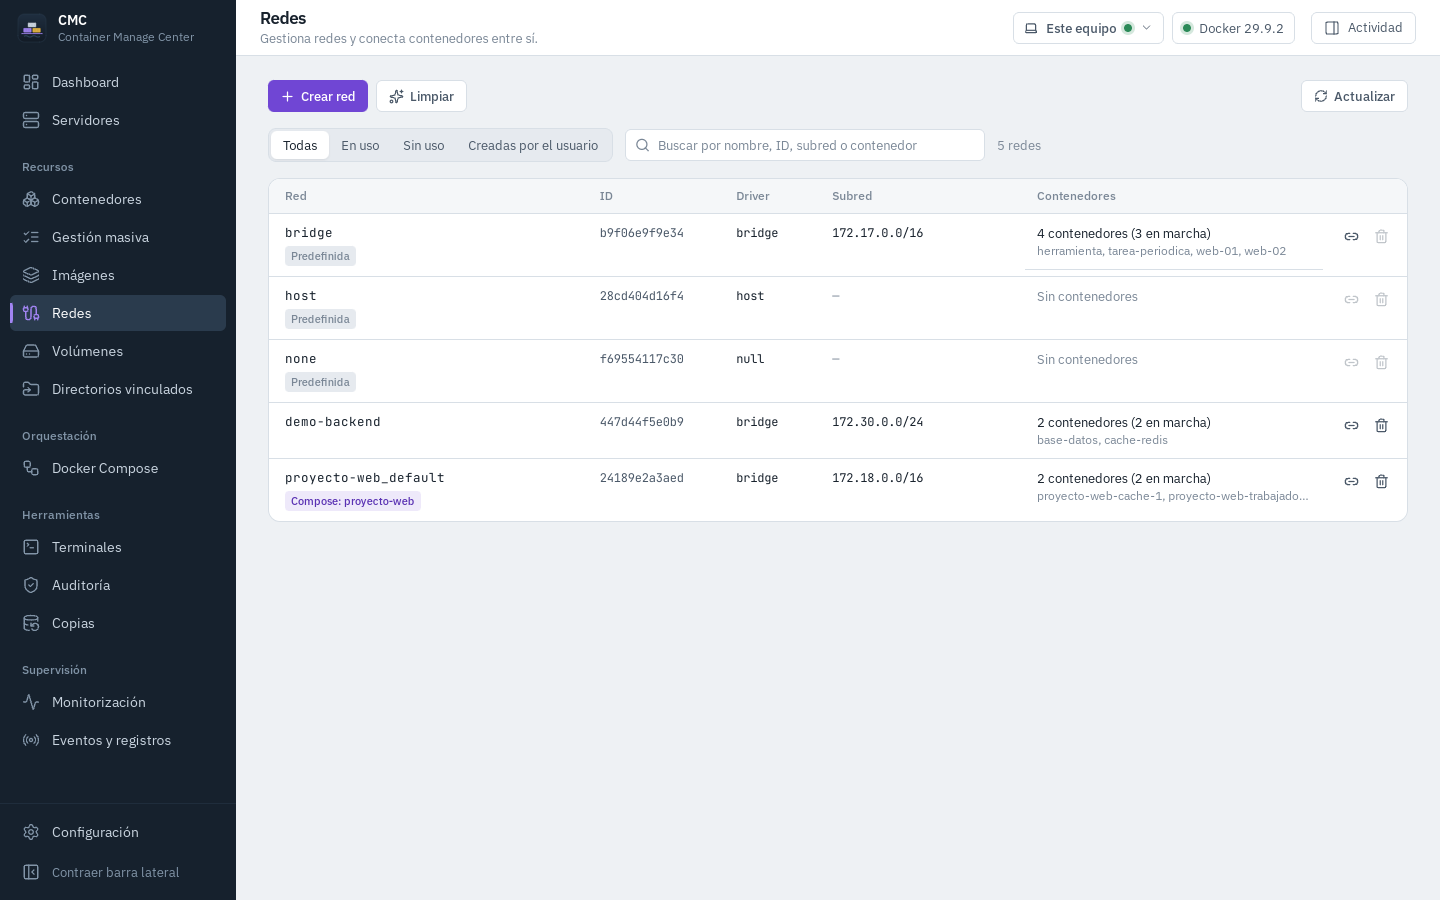 CMC
Container Manage Center
Dashboard
Servidores
Recursos
Contenedores
Gestión masiva
Imágenes
Redes
Volúmenes
Directorios vinculados
Orquestación
Docker Compose
Herramientas
Terminales
Auditoría
Copias
Supervisión
Monitorización
Eventos y registros
Configuración
Contraer barra lateral
Redes
Gestiona redes y conecta contenedores entre sí.
Este equipo
Docker 29.9.2
Actividad
Crear red
Limpiar
Actualizar
Todas En uso Sin uso Creadas por el usuario
Buscar por nombre, ID, subred o contenedor
5 redes
Red ID Driver Subred Contenedores
bridge b9f06e9f9e34 bridge 172.17.0.0/16 4 contenedores (3 en marcha)
Predefinida herramienta, tarea-periodica, web-01, web-02
host 28cd404d16f4 host — Sin contenedores
Predefinida
none f69554117c30 null — Sin contenedores
Predefinida
demo-backend 447d44f5e0b9 bridge 172.30.0.0/24 2 contenedores (2 en marcha)
base-datos, cache-redis
proyecto-web_default 24189e2a3aed bridge 172.18.0.0/16 2 contenedores (2 en marcha)
Compose: proyecto-web proyecto-web-cache-1, proyecto-web-trabajado...